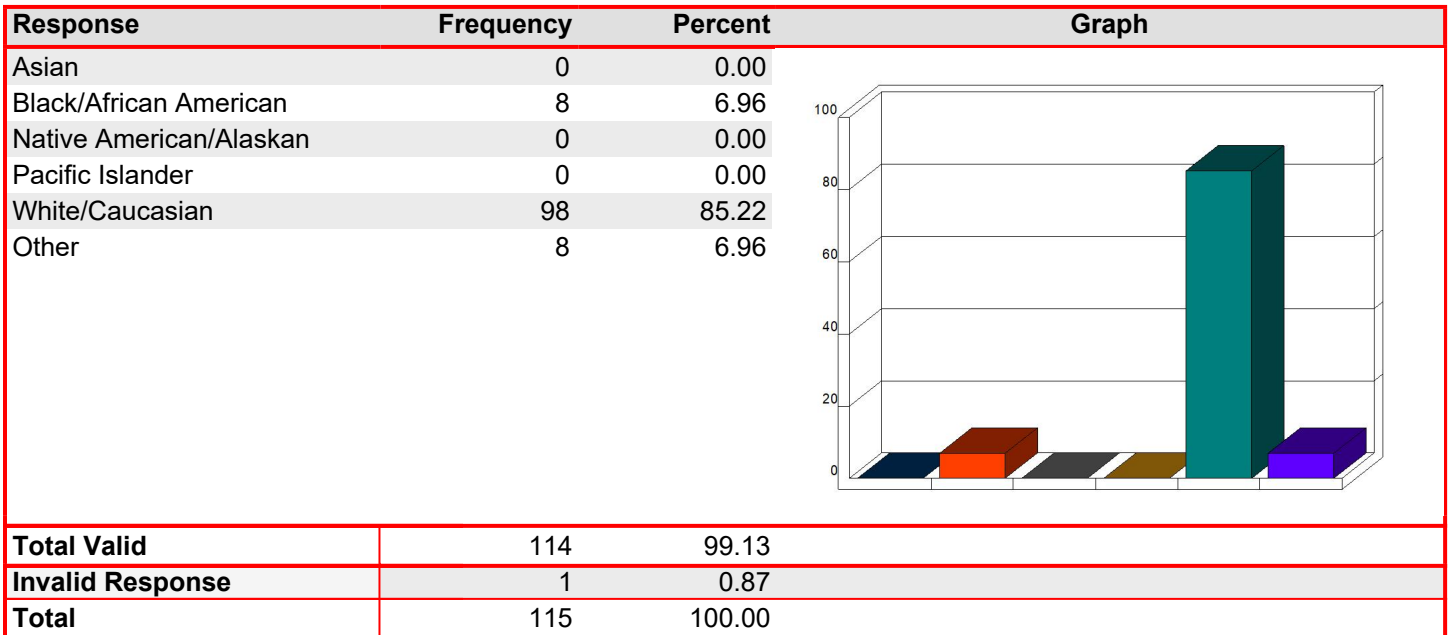 Response Frequency Percent Graph
Asian 0 0.00
Black/African American 8 6.96
Native American/Alaskan 0 0.00
Pacific Islander 0 0.00
White/Caucasian 98 85.22
Other 8 6.96
100
80
60
40
20
0
Total Valid 114 99.13
Invalid Response 1 0.87
Total 115 100.00